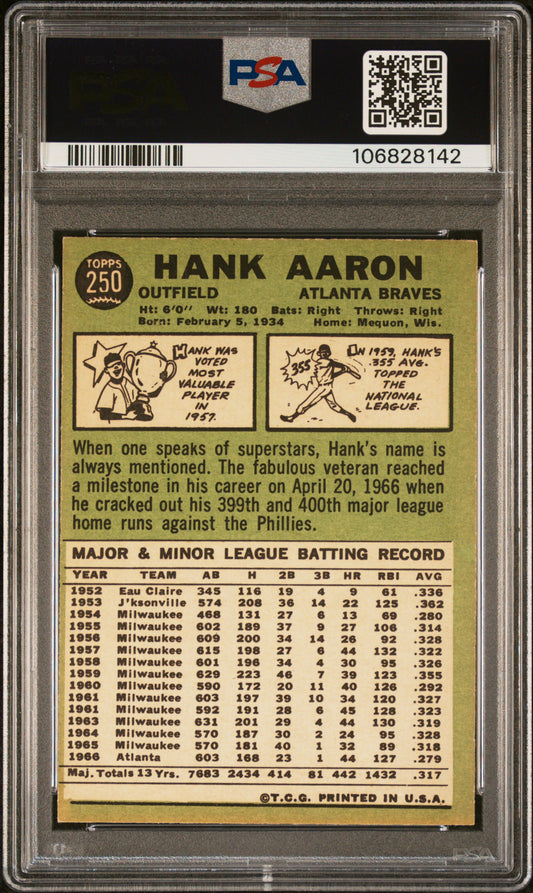 PSA
106828142
TOPPS
250
HANK AARON
OUTFIELD ATLANTA BRAVES
Ht: 6'0" Wt: 180 Bats: Right Throws: Right
Born: February 5, 1934 Home: Mequon, Wis.
HANK WAS
VOTED
MOST
VALUABLE
PLAYER
IN
1957.
355
IN 1959, HANK'S
.355 AVG.
TOPPED
THE
NATIONAL
LEAGUE.
When one speaks of superstars, Hank's name is
always mentioned. The fabulous veteran reached
a milestone in his career on April 20, 1966 when
he cracked out his 399th and 400th major league
home runs against the Phillies.
MAJOR & MINOR LEAGUE BATTING RECORD
YEAR TEAM AB H 2B 3B HR RBI AVG
1952 Eau Claire 345 116 19 4 9 61 .336
1953 J'ksonville 574 208 36 14 22 125 .362
1954 Milwaukee 468 131 27 6 13 69 .280
1955 Milwaukee 602 189 37 9 27 106 .314
1956 Milwaukee 609 200 34 14 26 92 .328
1957 Milwaukee 615 198 27 6 44 132 .322
1958 Milwaukee 601 196 34 4 30 95 .326
1959 Milwaukee 629 223 46 7 39 123 .355
1960 Milwaukee 590 172 20 11 40 126 .292
1961 Milwaukee 603 197 39 10 34 120 .327
1961 Milwaukee 592 191 28 6 45 128 .323
1963 Milwaukee 631 201 29 4 44 130 .319
1964 Milwaukee 570 187 30 2 24 95 .328
1965 Milwaukee 570 181 40 1 32 89 .318
1966 Atlanta 603 168 23 1 44 127 .279
Maj. Totals 13 Yrs. 7683 2434 414 81 442 1432 .317
©T.C.G. PRINTED IN U.S.A.
PSA